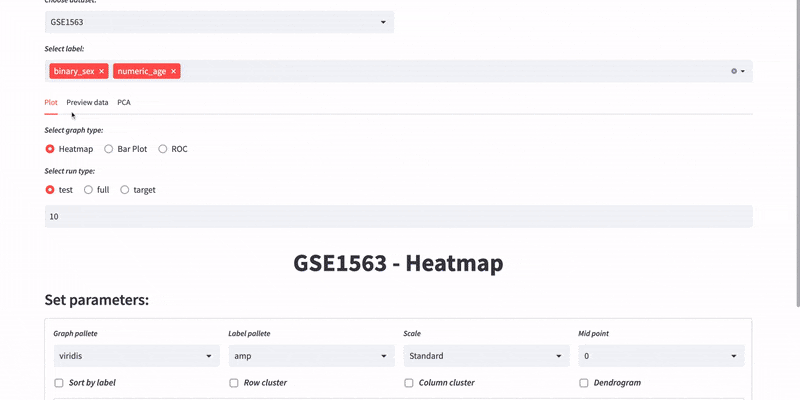 Choose dataset:
GSE1563
Select label:
binary_sex × numeric_age ×
Plot Preview data PCA
Select graph type:
Heatmap Bar Plot ROC
Select run type:
test full target
10
GSE1563 - Heatmap
Set parameters:
Graph pallete Label pallete Scale Mid point
viridis amp Standard 0
Sort by label Row cluster Column cluster Dendrogram